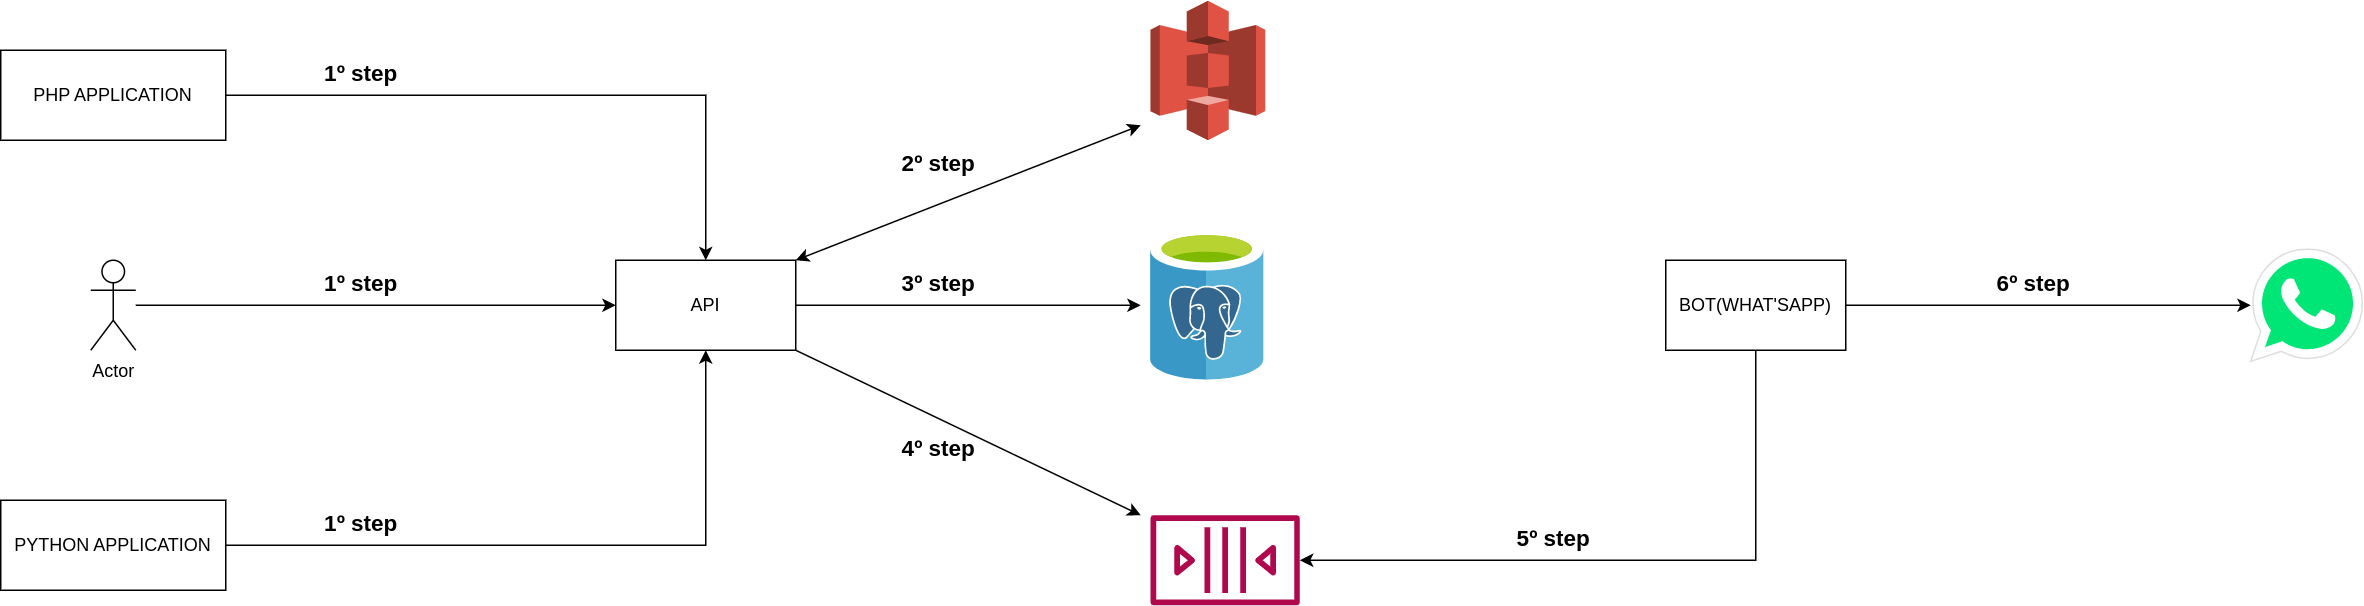 PHP APPLICATION
1º step
2º step
Actor
1º step
API
3º step
BOT(WHAT'SAPP)
6º step
4º step
PYTHON APPLICATION
1º step
5º step